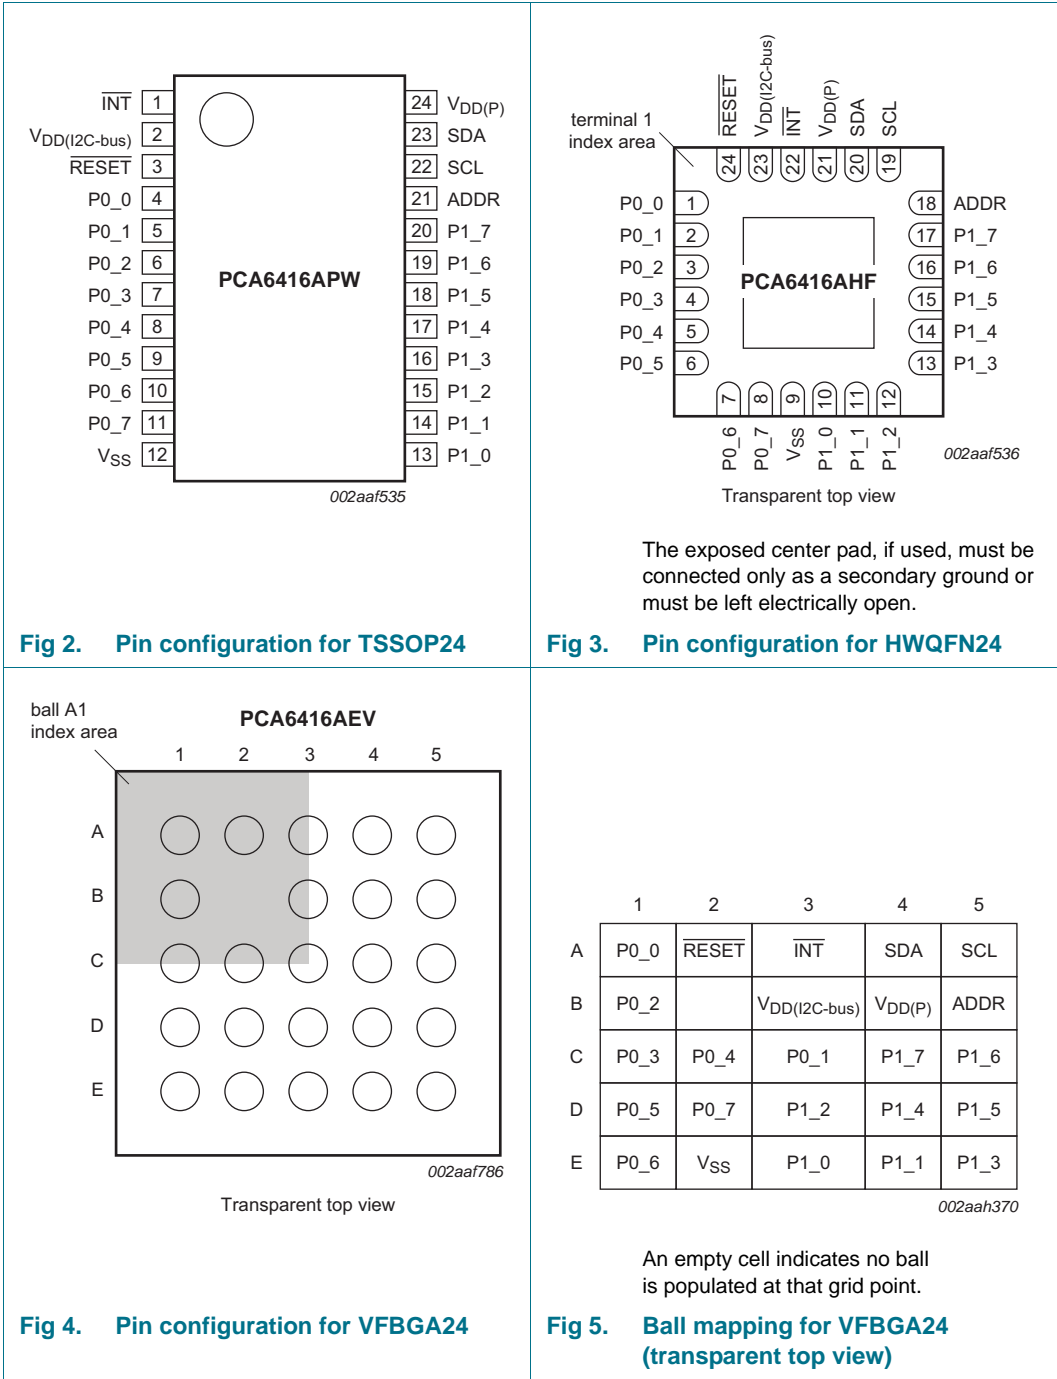 INT 1
VDD(I2C-bus) 2
RESET 3
P0_0 4
P0_1 5
P0_2 6
P0_3 7
P0_4 8
P0_5 9
P0_6 10
P0_7 11
VSS 12
PCA6416APW
24 VDD(P)
23 SDA
22 SCL
21 ADDR
20 P1_7
19 P1_6
18 P1_5
17 P1_4
16 P1_3
15 P1_2
14 P1_1
13 P1_0
002aaf535
Fig 2. Pin configuration for TSSOP24
terminal 1
index area
RESET
VDD(I2C-bus)
INT
VDD(P)
SDA
SCL
24 23 22 21 20 19
P0_0 1
P0_1 2
P0_2 3
P0_3 4
P0_4 5
P0_5 6
PCA6416AHF
18 ADDR
17 P1_7
16 P1_6
15 P1_5
14 P1_4
13 P1_3
7 8 9 10 11 12
P0_6
P0_7
VSS
P1_0
P1_1
P1_2
002aaf536
Transparent top view
The exposed center pad, if used, must be
connected only as a secondary ground or
must be left electrically open.
Fig 3. Pin configuration for HWQFN24
ball A1
index area
PCA6416AEV
1 2 3 4 5
A
B
C
D
E
002aaf786
Transparent top view
Fig 4. Pin configuration for VFBGA24
1 2 3 4 5
A P0_0 RESET INT SDA SCL
B P0_2 VDD(I2C-bus) VDD(P) ADDR
C P0_3 P0_4 P0_1 P1_7 P1_6
D P0_5 P0_7 P1_2 P1_4 P1_5
E P0_6 VSS P1_0 P1_1 P1_3
002aah370
An empty cell indicates no ball
is populated at that grid point.
Fig 5. Ball mapping for VFBGA24
(transparent top view)